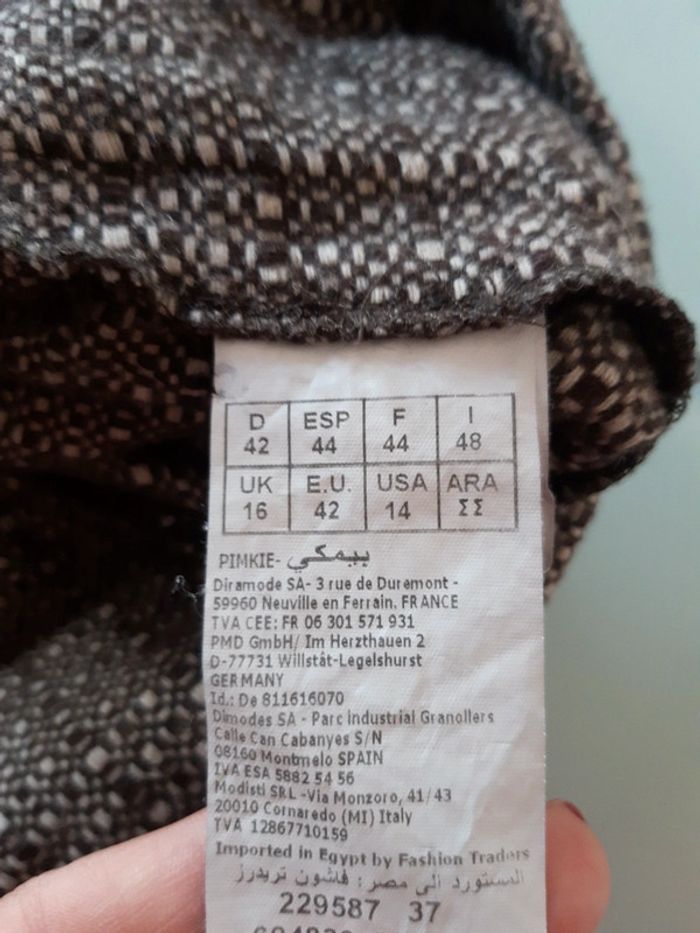 D ESP F I
42 44 44 48
UK E.U. USA ARA
16 42 14 ٤٤
PIMKIE- بيمكي
Diramode SA- 3 rue de Duremont -
59960 Neuville en Ferrain. FRANCE
TVA CEE: FR 06 301 571 931
PMD GmbH/ Im Herzthauen 2
D-77731 Willstât-Legelshurst
GERMANY
Id.: De 811616070
Dimodes SA - Parc industrial Granollers
Calle Can Cabanyes S/N
08160 Montmelo SPAIN
IVA ESA 5882 54 56
Modisti SRL -Via Monzoro, 41/43
20010 Cornaredo (MI) Italy
TVA 12867710159
Imported in Egypt by Fashion Traders
المستورد الى مصر: فاشون تريدرز
229587 37